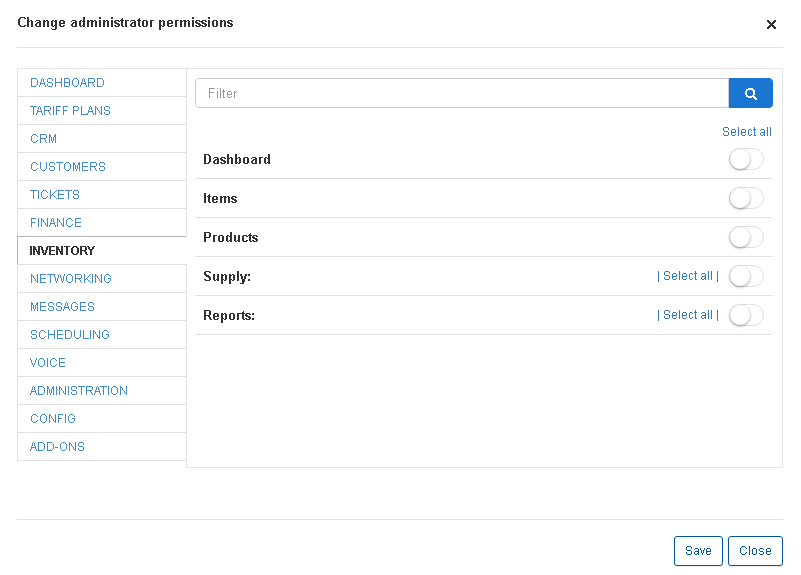 Change administrator permissions
DASHBOARD
TARIFF PLANS
CRM
CUSTOMERS
TICKETS
FINANCE
INVENTORY
NETWORKING
MESSAGES
SCHEDULING
VOICE
ADMINISTRATION
CONFIG
ADD-ONS
Filter
Select all
Dashboard
Items
Products
Supply: | Select all |
Reports: | Select all |
Save Close